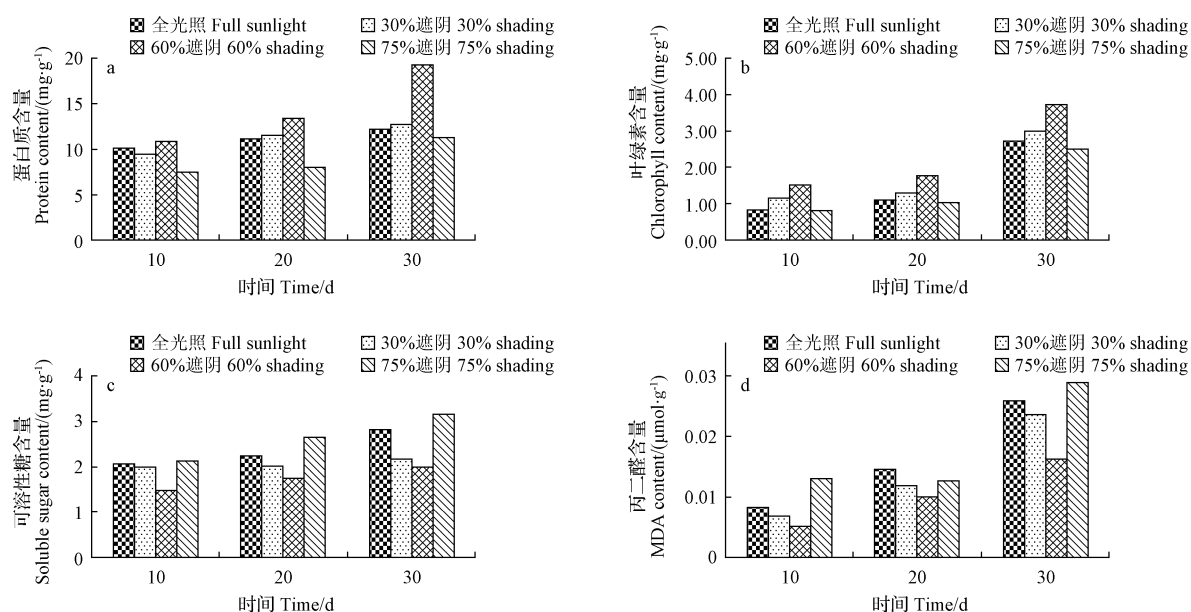 全光照 Full sunlight 30%遮阴 30% shading
60%遮阴 60% shading 75%遮阴 75% shading
a
蛋白质含量
Protein content/(mg·g⁻¹)
20
15
10
5
0
10 20 30
时间 Time/d
全光照 Full sunlight 30%遮阴 30% shading
60%遮阴 60% shading 75%遮阴 75% shading
b
叶绿素含量
Chlorophyll content/(mg·g⁻¹)
5.00
4.00
3.00
2.00
1.00
0.00
10 20 30
时间 Time/d
全光照 Full sunlight 30%遮阴 30% shading
60%遮阴 60% shading 75%遮阴 75% shading
c
可溶性糖含量
Soluble sugar content/(mg·g⁻¹)
4
3
2
1
0
10 20 30
时间 Time/d
全光照 Full sunlight 30%遮阴 30% shading
60%遮阴 60% shading 75%遮阴 75% shading
d
丙二醛含量
MDA content/(μmol·g⁻¹)
0.03
0.02
0.01
0
10 20 30
时间 Time/d